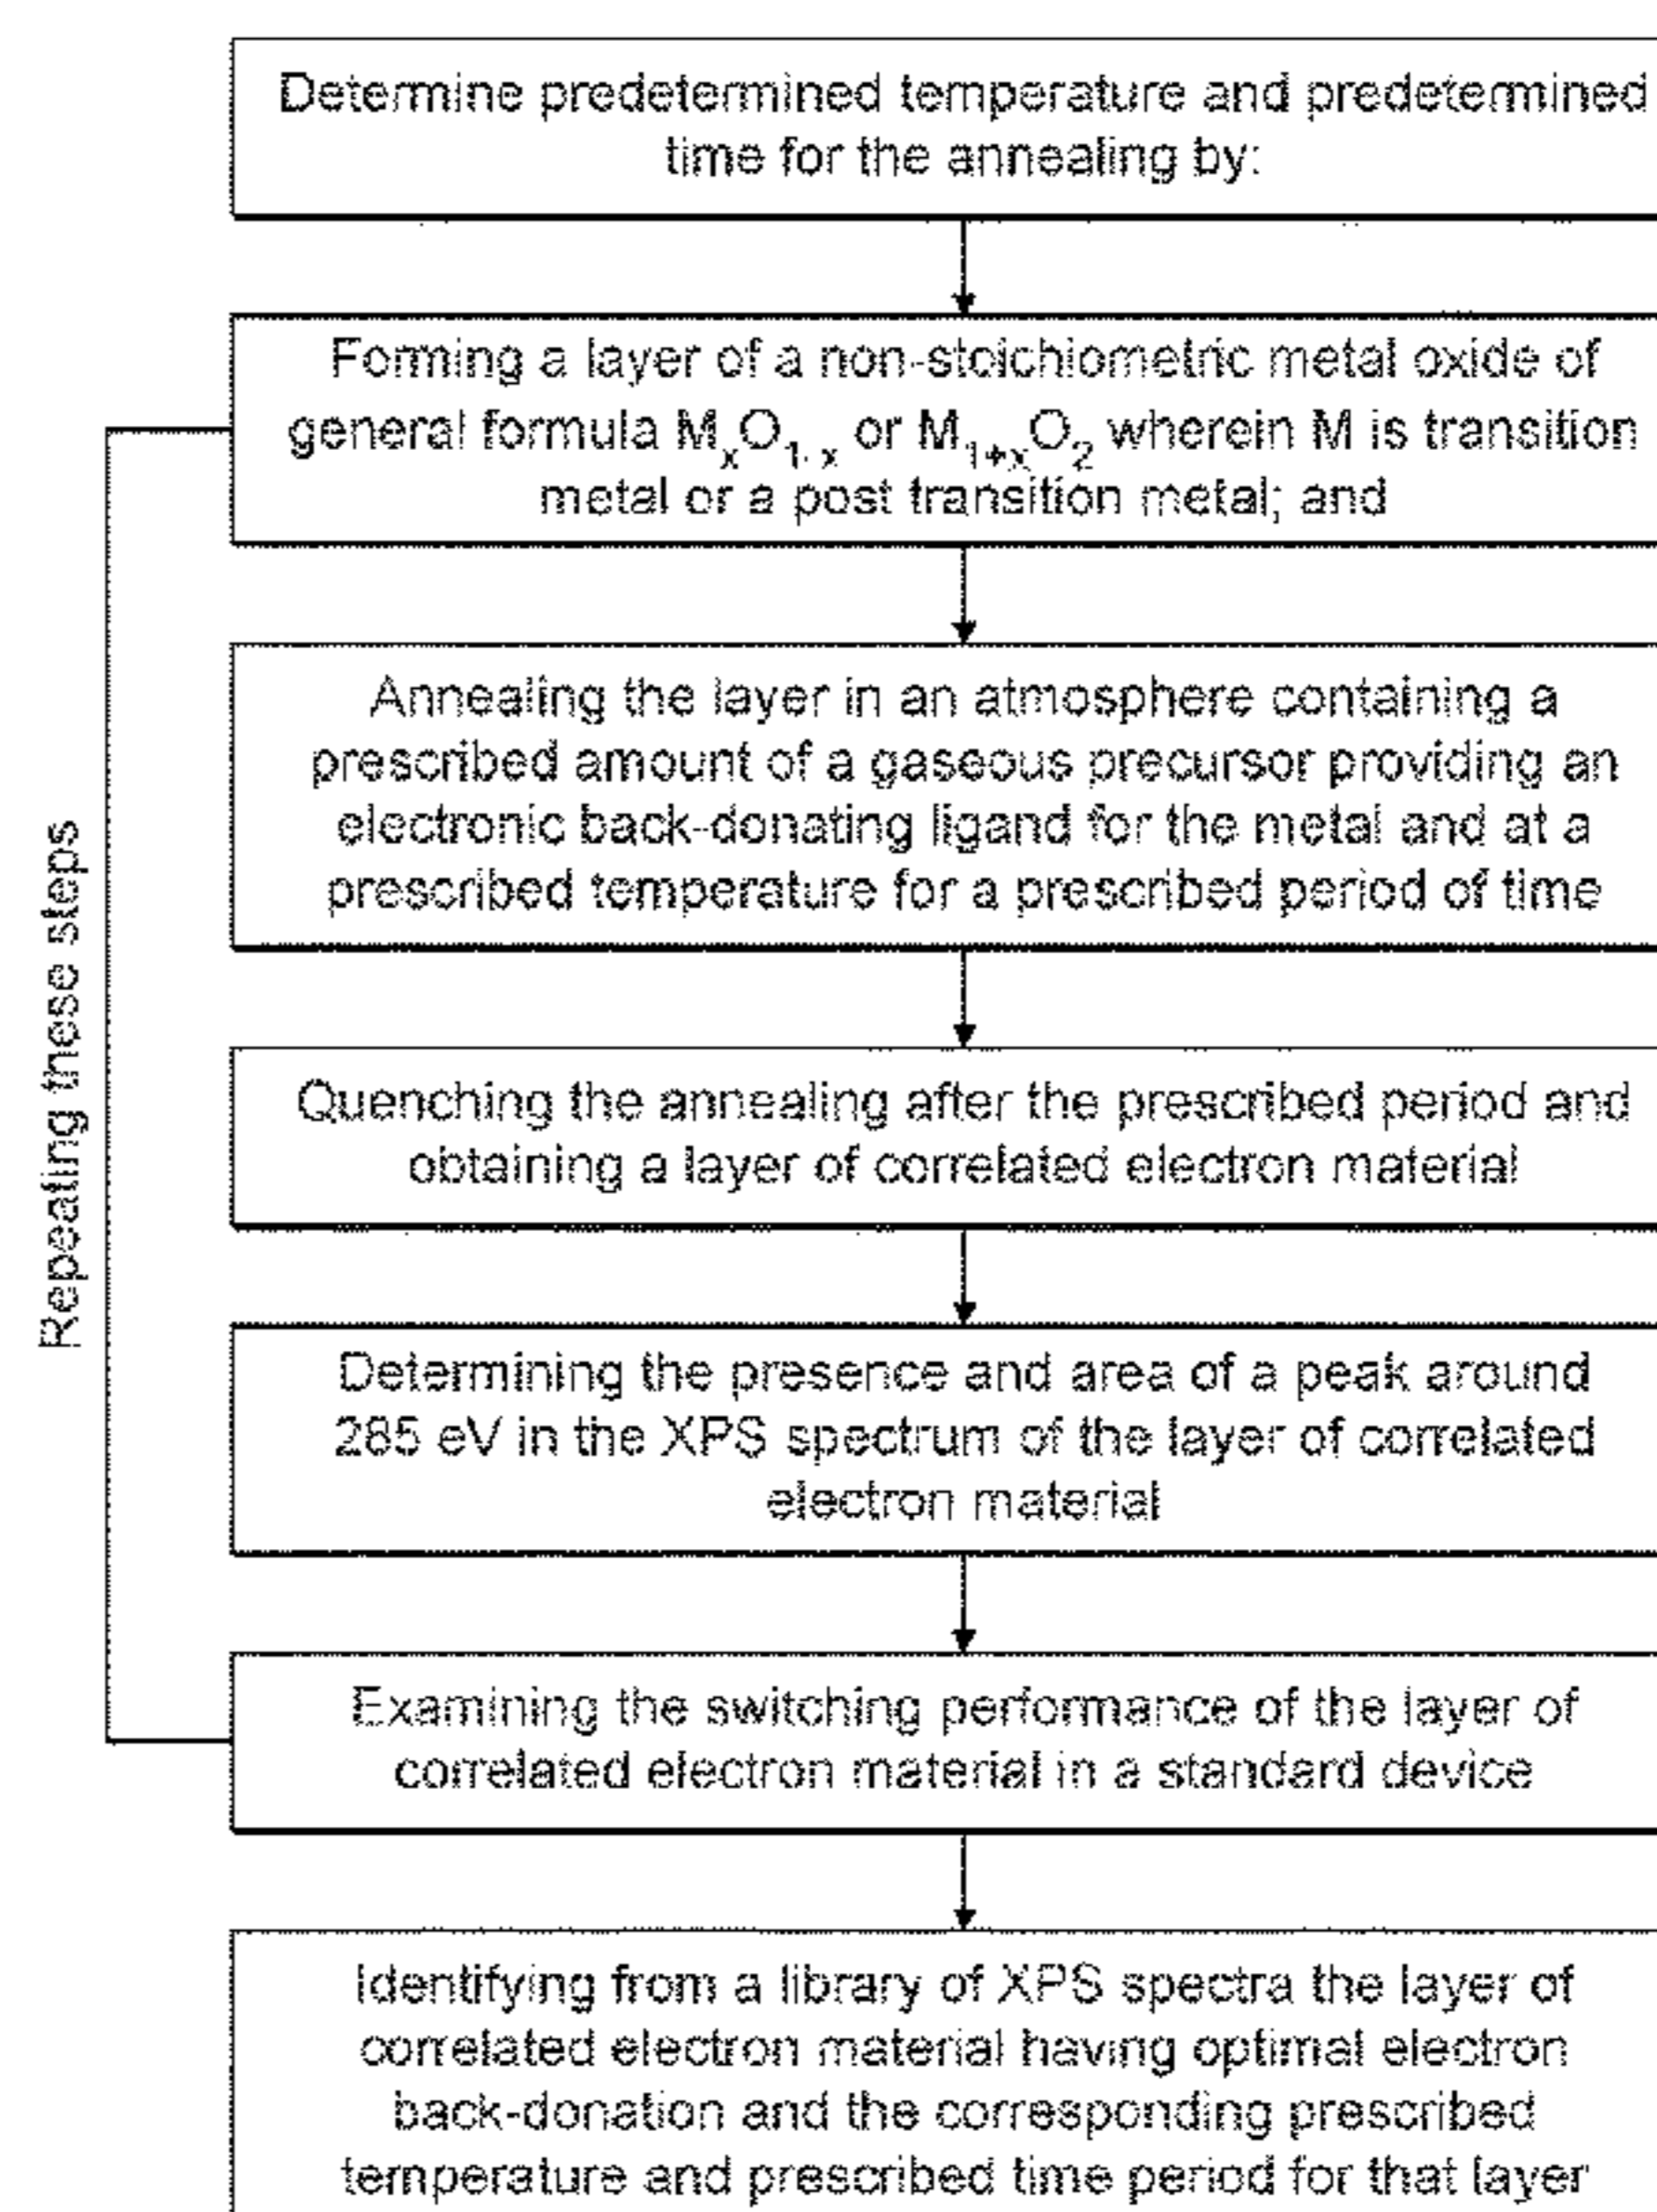 Determine predetermined temperature and predetermined
time for the annealing by:
Forming a layer of a non-stoichiometric metal oxide of
general formula MₓO₁₋ₓ or M₁₊ₓO₂ wherein M is transition
metal or a post transition metal; and
Annealing the layer in an atmosphere containing a
prescribed amount of a gaseous precursor providing an
electronic back-donating ligand for the metal and at a
prescribed temperature for a prescribed period of time
Quenching the annealing after the prescribed period and
obtaining a layer of correlated electron material
Determining the presence and area of a peak around
285 eV in the XPS spectrum of the layer of correlated
electron material
Examining the switching performance of the layer of
correlated electron material in a standard device
Identifying from a library of XPS spectra the layer of
correlated electron material having optimal electron
back-donation and the corresponding prescribed
temperature and prescribed time period for that layer
Repeating these steps